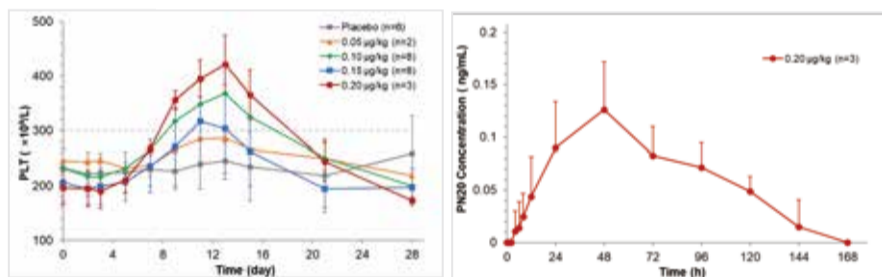 500
400
300
200
100
PLT ( ×10⁹/L)
0 4 8 12 16 20 24 28
Time (day)
Placebo (n=6)
0.05 μg/kg (n=2)
0.10 μg/kg (n=8)
0.15 μg/kg (n=8)
0.20 μg/kg (n=3)
0.2
0.15
0.1
0.05
0
PN20 Concentration ( ng/mL)
0 24 48 72 96 120 144 168
Time (h)
0.20 μg/kg (n=3)